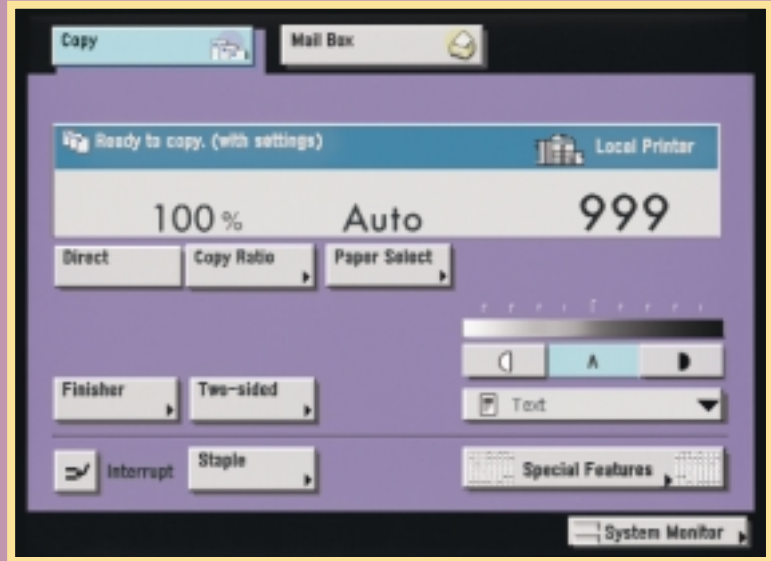 Copy
Mail Box
Ready to copy. (with settings)
Local Printer
100 %
Auto
999
Direct
Copy Ratio
Paper Select
A
Finisher
Two-sided
Text
Interrupt
Staple
Special Features
System Monitor